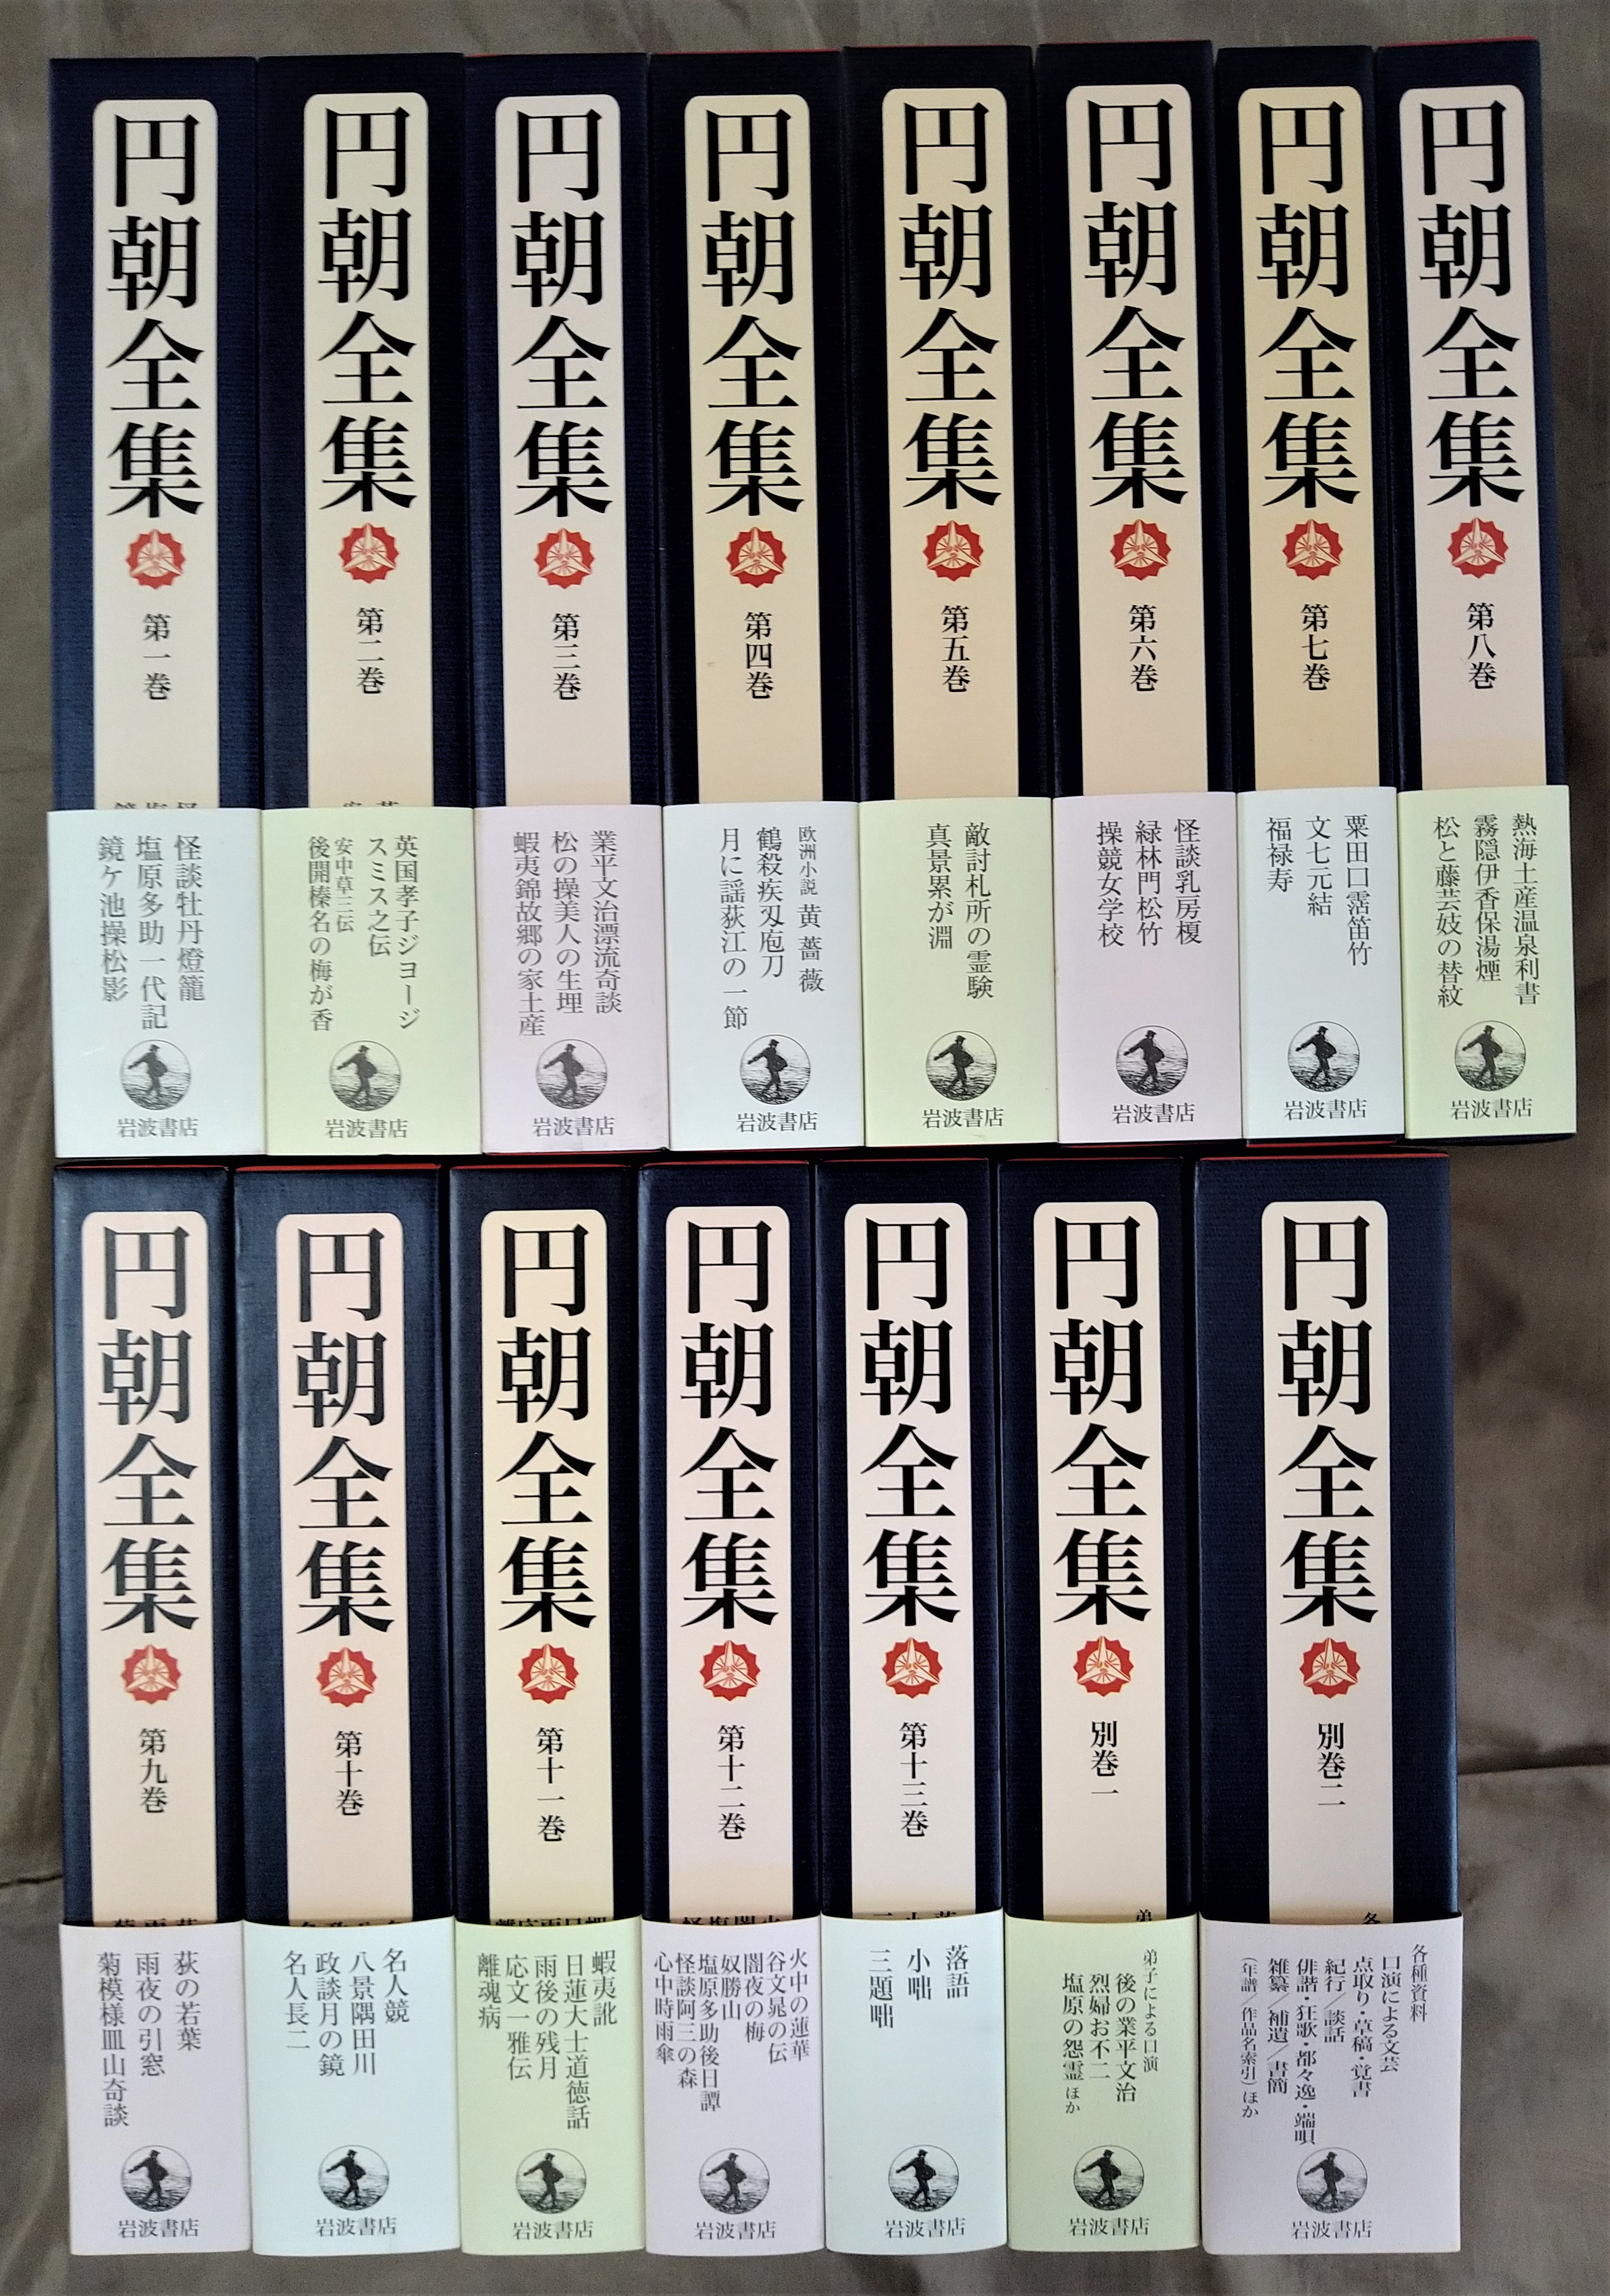 円朝全集
第一巻
怪談牡丹燈籠
塩原多助一代記
鏡ケ池操松影
岩波書店
円朝全集
第二巻
英国孝子ジョージ
スミス之伝
安中草三伝
後開榛名の梅が香
岩波書店
円朝全集
第三巻
業平文治漂流奇談
松の操美人の生埋
蝦夷錦故郷の家土産
岩波書店
円朝全集
第四巻
欧洲小説 黄薔薇
鶴殺疾刄庖刀
月に謡荻江の一節
岩波書店
円朝全集
第五巻
敵討札所の霊験
真景累が淵
岩波書店
円朝全集
第六巻
怪談乳房榎
緑林門松竹
操競女学校
岩波書店
円朝全集
第七巻
粟田口霑笛竹
文七元結
福禄寿
岩波書店
円朝全集
第八巻
熱海土産温泉利書
霧隠伊香保湯煙
松と藤芸妓の替紋
岩波書店
円朝全集
第九巻
荻の若葉
雨夜の引窓
菊模様皿山奇談
岩波書店
円朝全集
第十巻
名人競
八景隅田川
政談月の鏡
名人長二
岩波書店
円朝全集
第十一巻
蝦夷訛
日蓮大士道徳話
雨後の残月
応文一雅伝
離魂病
岩波書店
円朝全集
第十二巻
火中の蓮華
谷文晁の伝
闇夜の梅
奴勝山
塩原多助後日譚
怪談阿三の森
心中時雨傘
岩波書店
円朝全集
第十三巻
落語
小咄
三題咄
岩波書店
円朝全集
別巻一
弟子による口演
後の業平文治
烈婦お不二
塩原の怨霊 ほか
岩波書店
円朝全集
別巻二
各種資料
口演による文芸
点取り・草稿・覚書
紀行／談話
俳諧・狂歌・都々逸・端唄
雑纂／補遺／書簡
（年譜／作品名索引）ほか
岩波書店